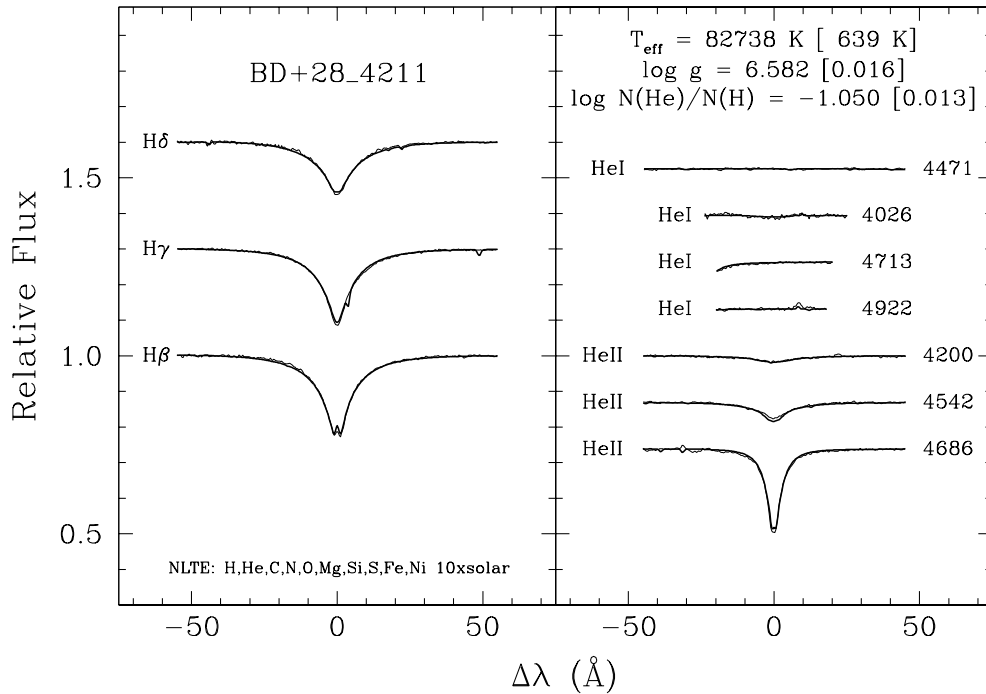 BD+28_4211
Hδ
Hγ
Hβ
NLTE: H,He,C,N,O,Mg,Si,S,Fe,Ni 10xsolar
T_eff = 82738 K [ 639 K]
log g = 6.582 [0.016]
log N(He)/N(H) = −1.050 [0.013]
HeI 4471
HeI 4026
HeI 4713
HeI 4922
HeII 4200
HeII 4542
HeII 4686
Relative Flux
1.5
1.0
0.5
−50 0 50 −50 0 50
Δλ (Å)